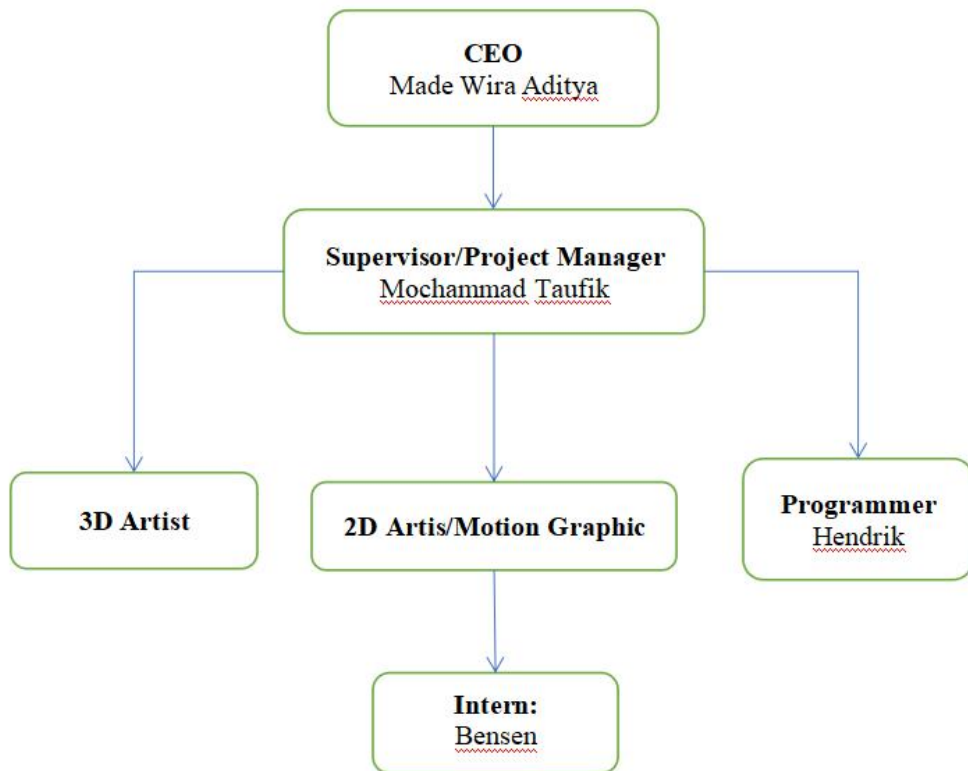 CEO
Made Wira Aditya
Supervisor/Project Manager
Mochammad Taufik
3D Artist
2D Artis/Motion Graphic
Programmer
Hendrik
Intern:
Bensen